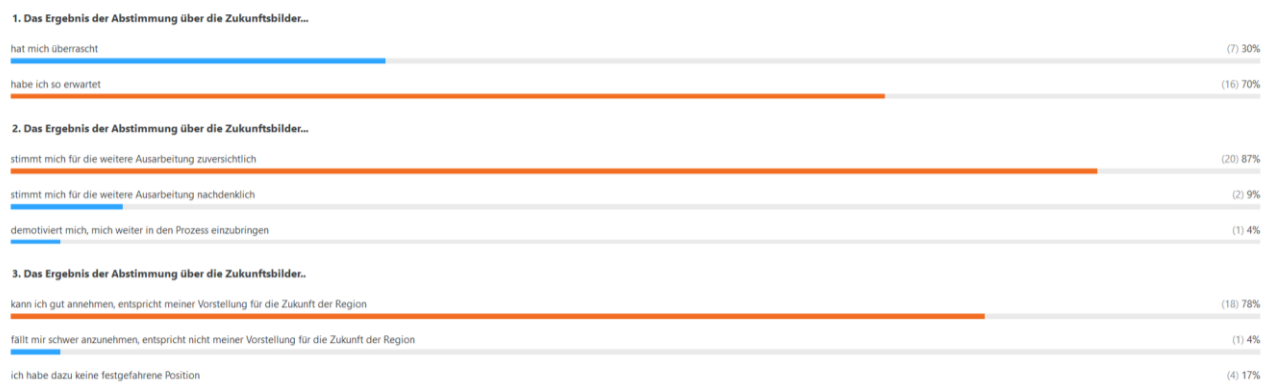 1. Das Ergebnis der Abstimmung über die Zukunftsbilder...
hat mich überrascht (7) 30%
habe ich so erwartet (16) 70%
2. Das Ergebnis der Abstimmung über die Zukunftsbilder...
stimmt mich für die weitere Ausarbeitung zuversichtlich (20) 87%
stimmt mich für die weitere Ausarbeitung nachdenklich (2) 9%
demotiviert mich, mich weiter in den Prozess einzubringen (1) 4%
3. Das Ergebnis der Abstimmung über die Zukunftsbilder..
kann ich gut annehmen, entspricht meiner Vorstellung für die Zukunft der Region (18) 78%
fällt mir schwer anzunehmen, entspricht nicht meiner Vorstellung für die Zukunft der Region (1) 4%
ich habe dazu keine festgefahrene Position (4) 17%